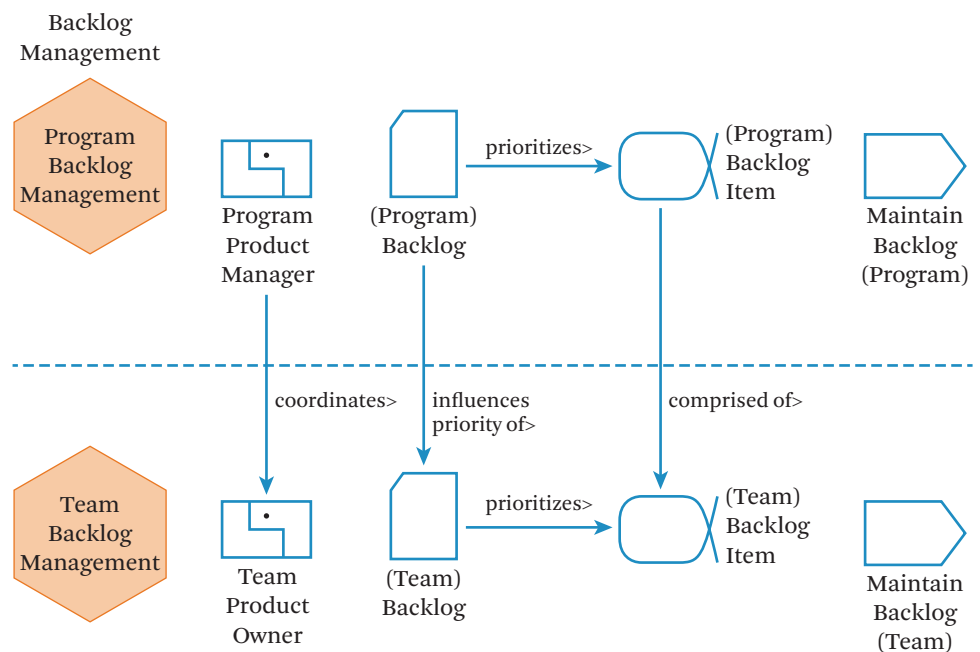 Backlog
Management
Program
Backlog
Management
Program
Product
Manager
(Program)
Backlog
prioritizes>
(Program)
Backlog
Item
Maintain
Backlog
(Program)
coordinates>
influences
priority of>
comprised of>
Team
Backlog
Management
Team
Product
Owner
(Team)
Backlog
prioritizes>
(Team)
Backlog
Item
Maintain
Backlog
(Team)